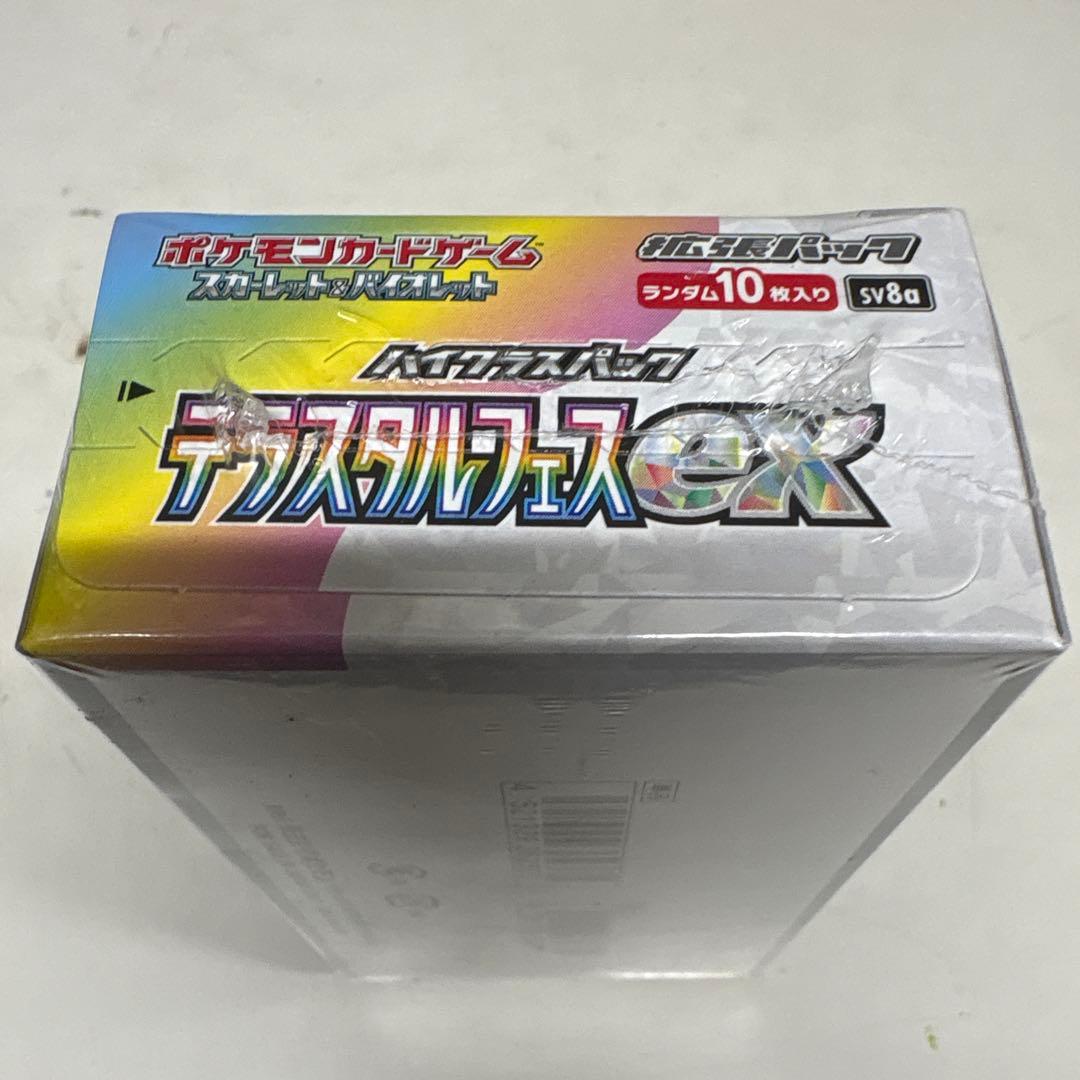 ポケモンカードゲーム™
スカーレット&バイオレット
拡張パック
ランダム10枚入り
SV8a
ハイクラスパック
テラスタルフェスex